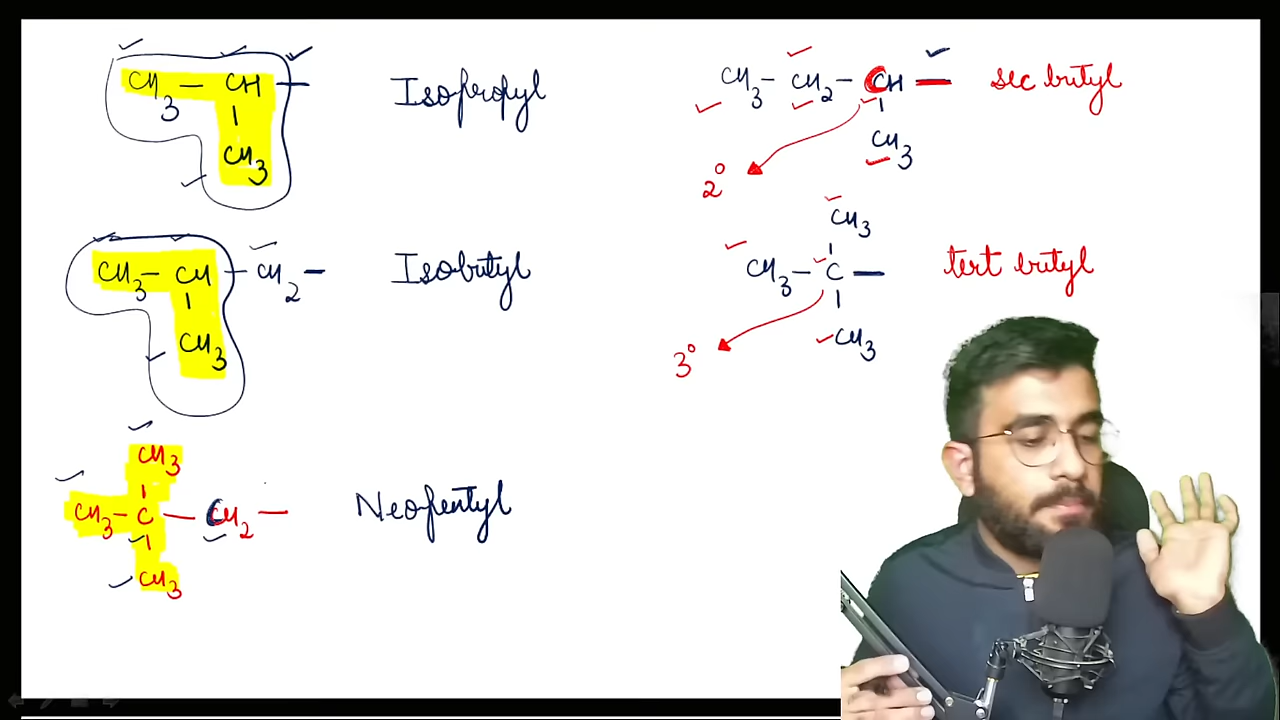 CH3 — CH — Isopropyl
|
CH3
CH3 — CH — CH2 — Isobutyl
|
CH3
CH3
|
CH3 — C — CH2 — Neopentyl
|
CH3
CH3 — CH2 — CH — sec butyl
|
CH3
2°
CH3
|
CH3 — C — tert butyl
|
CH3
3°